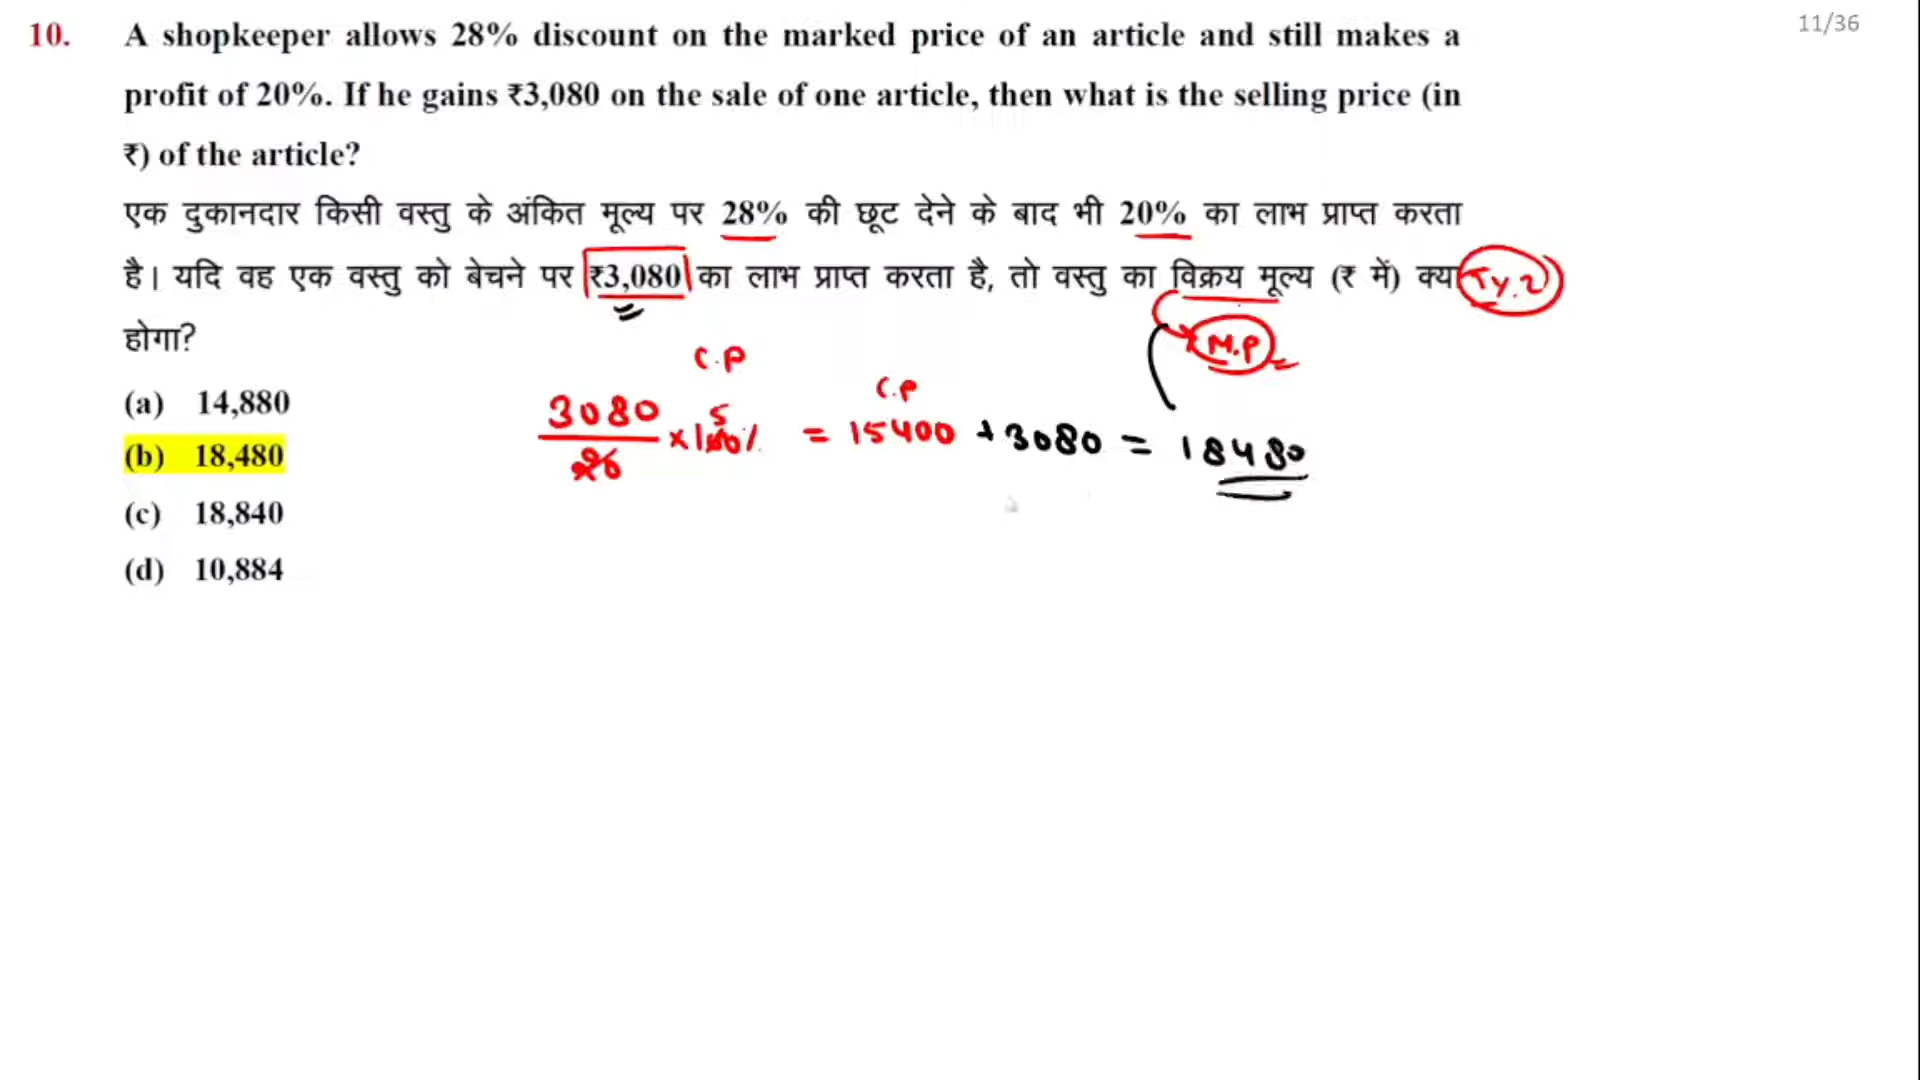 11/36
10. A shopkeeper allows 28% discount on the marked price of an article and still makes a
profit of 20%. If he gains ₹3,080 on the sale of one article, then what is the selling price (in
₹) of the article?
एक दुकानदार किसी वस्तु के अंकित मूल्य पर 28% की छूट देने के बाद भी 20% का लाभ प्राप्त करता
है। यदि वह एक वस्तु को बेचने पर ₹3,080 का लाभ प्राप्त करता है, तो वस्तु का विक्रय मूल्य (₹ में) क्या Ty.2
होगा?
M.P
C.P
C.P
(a) 14,880
3080
5
20 ×100% = 15400 +3080 = 18480
(b) 18,480
(c) 18,840
(d) 10,884